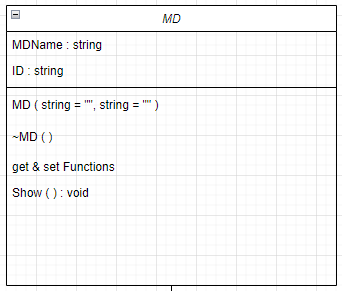 MD
MDName : string
ID : string
MD ( string = "", string = "" )
~MD ( )
get & set Functions
Show ( ) : void